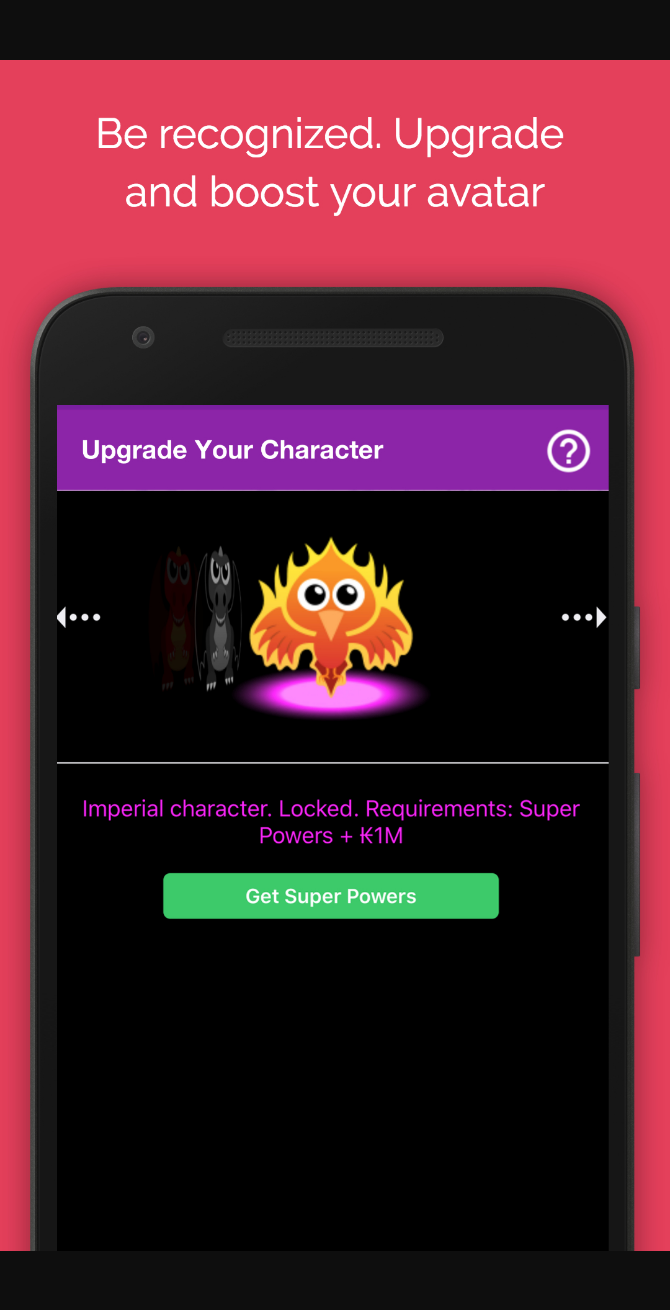 Be recognized. Upgrade
and boost your avatar
Upgrade Your Character
Imperial character. Locked. Requirements: Super
Powers + ₭1M
Get Super Powers